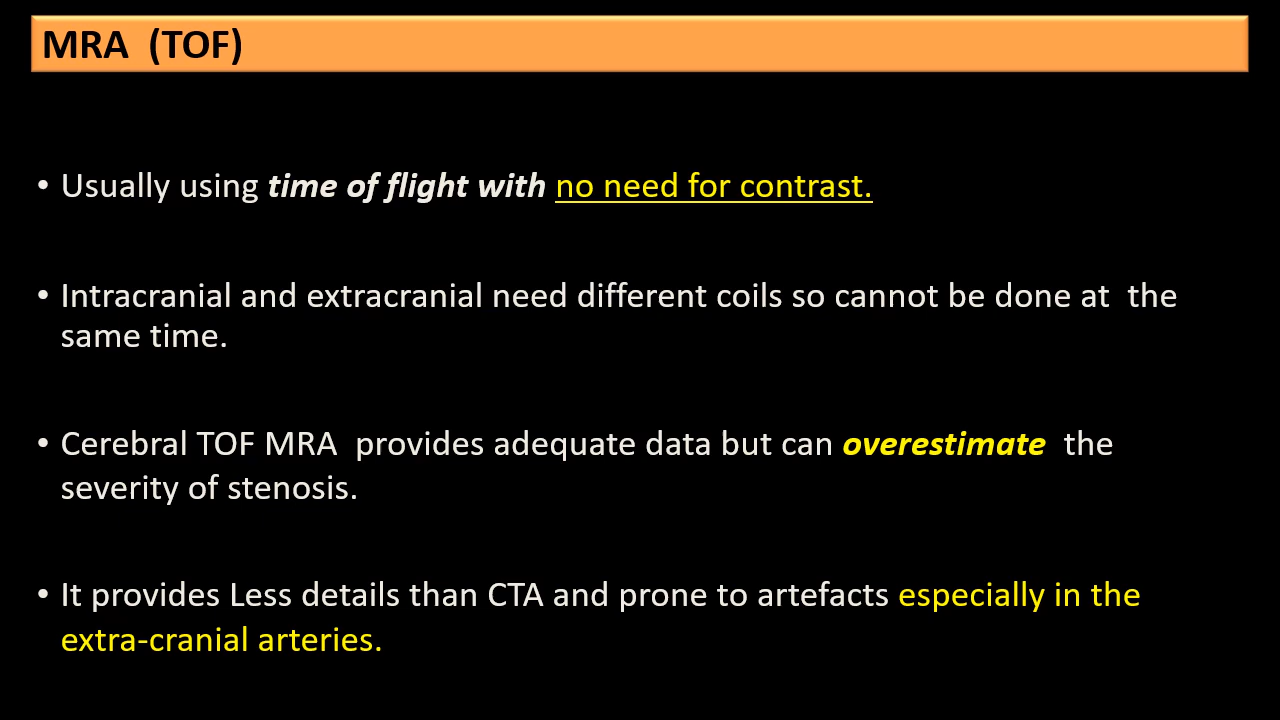 MRA (TOF)
• Usually using time of flight with no need for contrast.
• Intracranial and extracranial need different coils so cannot be done at the
same time.
• Cerebral TOF MRA provides adequate data but can overestimate the
severity of stenosis.
• It provides Less details than CTA and prone to artefacts especially in the
extra-cranial arteries.